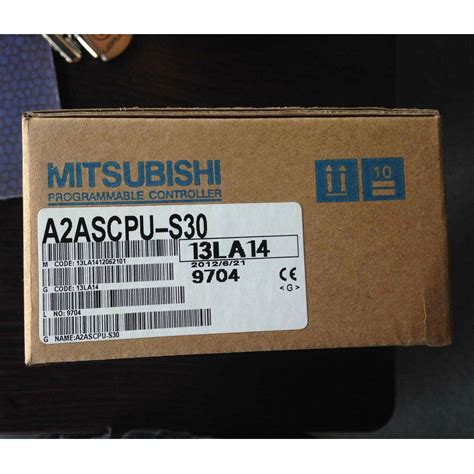 MITSUBISHI
PROGRAMMABLE CONTROLLER
10
A2ASCPU-S30
13LA14
2012/6/21
9704
CE
<G>
M CODE: 13LA1412062101
G CODE: 13LA14
L NO: 9704
G NAME:A2ASCPU-S30